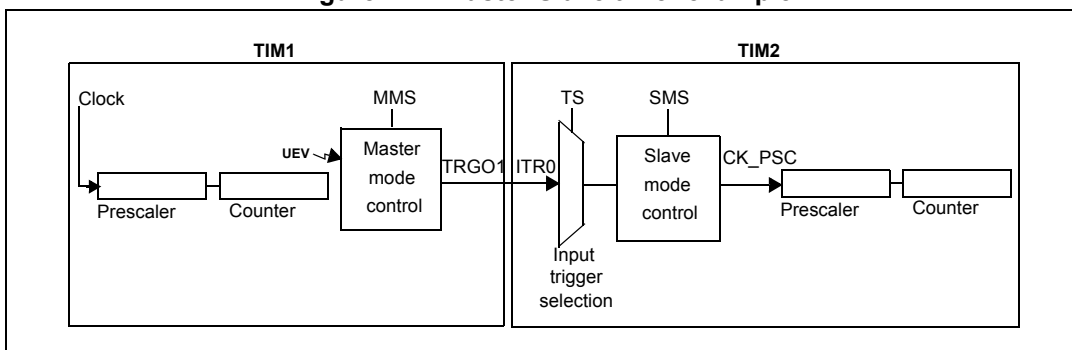 TIM1
TIM2
Clock
MMS
TS
SMS
UEV
Master
mode
control
TRGO1
ITR0
Slave
mode
control
CK_PSC
Prescaler
Counter
Prescaler
Counter
Input
trigger
selection